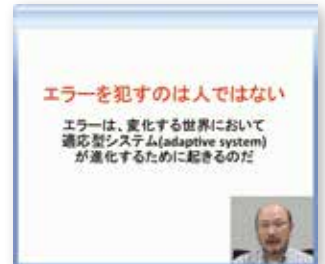 エラーを犯すのは人ではない
エラーは、変化する世界において
適応型システム(adaptive system)
が進化するために起きるのだ